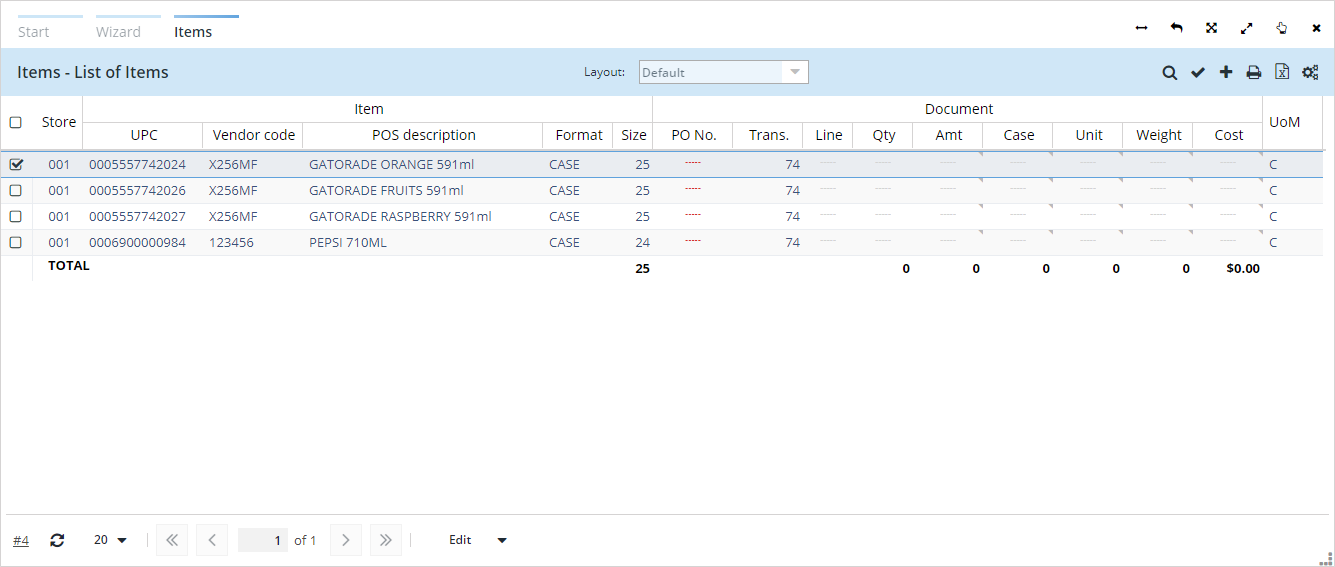 Start Wizard Items
Items - List of Items Layout: Default
Item Document
Store UoM
UPC Vendor code POS description Format Size PO No. Trans. Line Qty Amt Case Unit Weight Cost
001 0005557742024 X256MF GATORADE ORANGE 591ml CASE 25 ----- 74 ----- ----- ----- ----- ----- ----- ----- C
001 0005557742026 X256MF GATORADE FRUITS 591ml CASE 25 ----- 74 ----- ----- ----- ----- ----- ----- ----- C
001 0005557742027 X256MF GATORADE RASPBERRY 591ml CASE 25 ----- 74 ----- ----- ----- ----- ----- ----- ----- C
001 0006900000984 123456 PEPSI 710ML CASE 24 ----- 74 ----- ----- ----- ----- ----- ----- ----- C
TOTAL 25 0 0 0 0 0 $0.00
#4 20 1 of 1 Edit